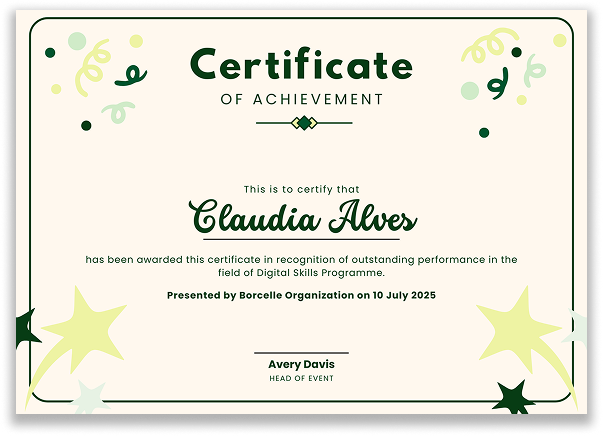 Certificate
OF ACHIEVEMENT
This is to certify that
Claudia Alves
has been awarded this certificate in recognition of outstanding performance in the
field of Digital Skills Programme.
Presented by Borcelle Organization on 10 July 2025
Avery Davis
HEAD OF EVENT